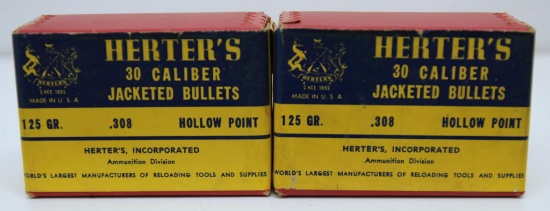 HERTER'S
30 CALIBER
JACKETED BULLETS
HERTERS
SINCE 1893
MADE IN U.S.A
125 GR. .308 HOLLOW POINT
HERTER'S, INCORPORATED
Ammunition Division
WORLD'S LARGEST MANUFACTURERS OF RELOADING TOOLS AND SUPPLIES
HERTER'S
30 CALIBER
JACKETED BULLETS
HERTERS
SINCE 1893
MADE IN U.S.A
125 GR. .308 HOLLOW POINT
HERTER'S, INCORPORATED
Ammunition Division
WORLD'S LARGEST MANUFACTURERS OF RELOADING TOOLS AND SUPPLIES